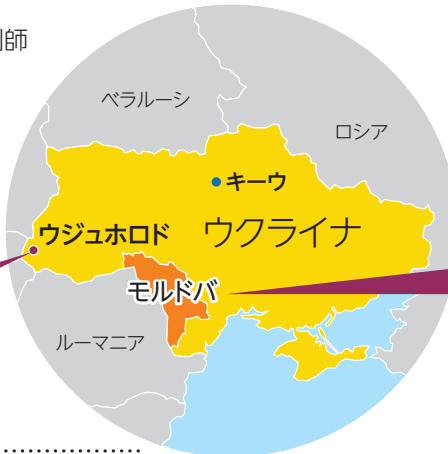 師
ベラルーシ
ロシア
キーウ
ウジュホロド
ウクライナ
モルドバ
ルーマニア